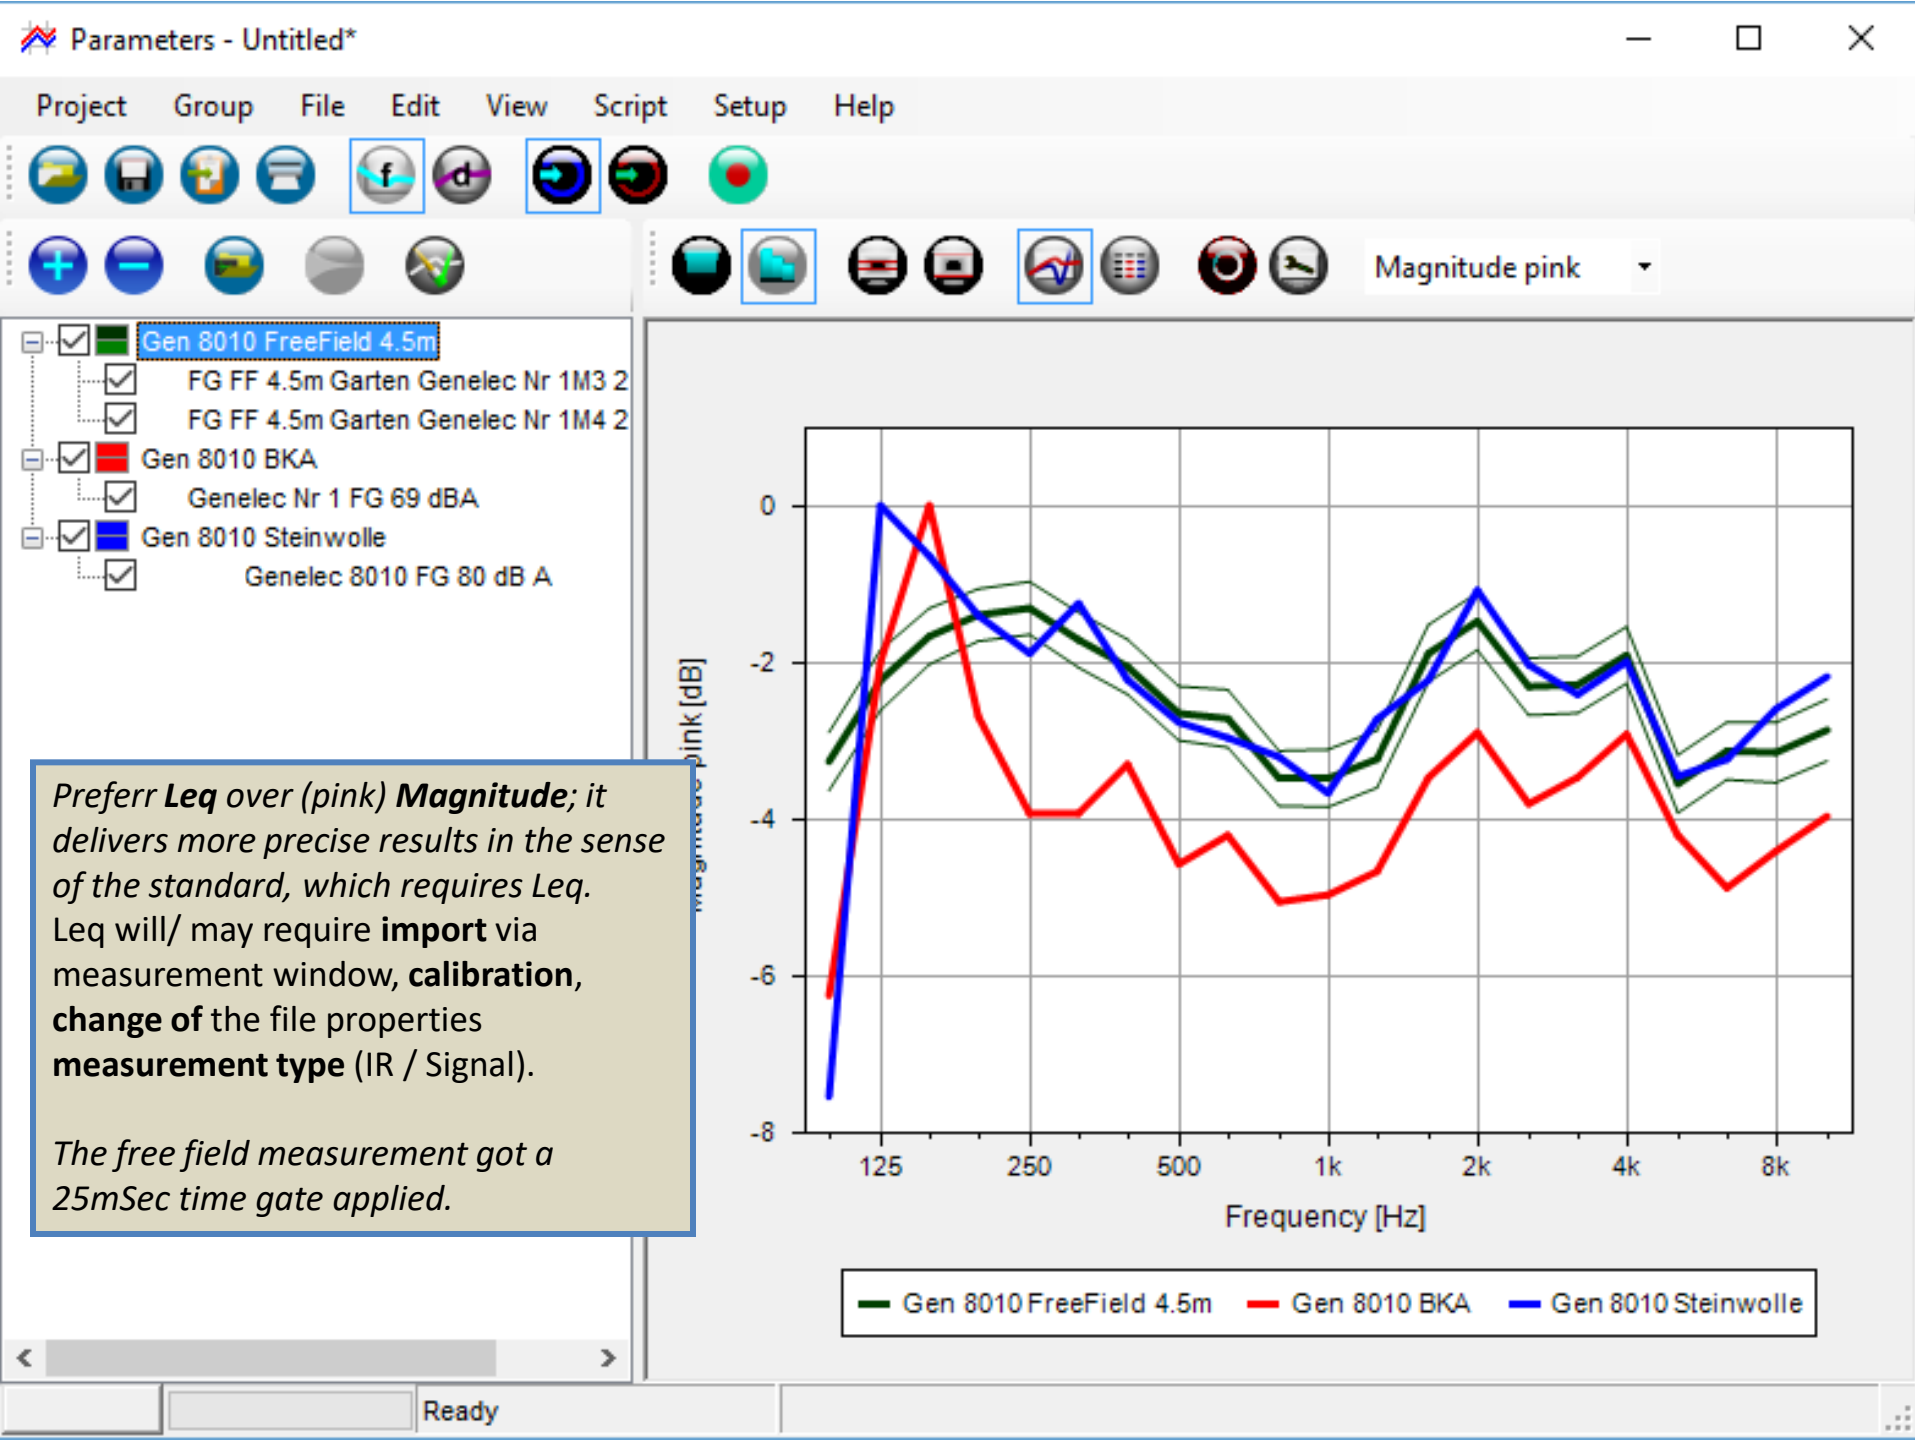 Parameters - Untitled*
Project Group File Edit View Script Setup Help
f d
Magnitude pink
Gen 8010 FreeField 4.5m
FG FF 4.5m Garten Genelec Nr 1M3 2
FG FF 4.5m Garten Genelec Nr 1M4 2
Gen 8010 BKA
Genelec Nr 1 FG 69 dBA
Gen 8010 Steinwolle
Genelec 8010 FG 80 dB A
Preferr Leq over (pink) Magnitude; it
delivers more precise results in the sense
of the standard, which requires Leq.
Leq will/ may require import via
measurement window, calibration,
change of the file properties
measurement type (IR / Signal).
The free field measurement got a
25mSec time gate applied.
Magnitude pink [dB]
0
-2
-4
-6
-8
125 250 500 1k 2k 4k 8k
Frequency [Hz]
Gen 8010 FreeField 4.5m Gen 8010 BKA Gen 8010 Steinwolle
Ready